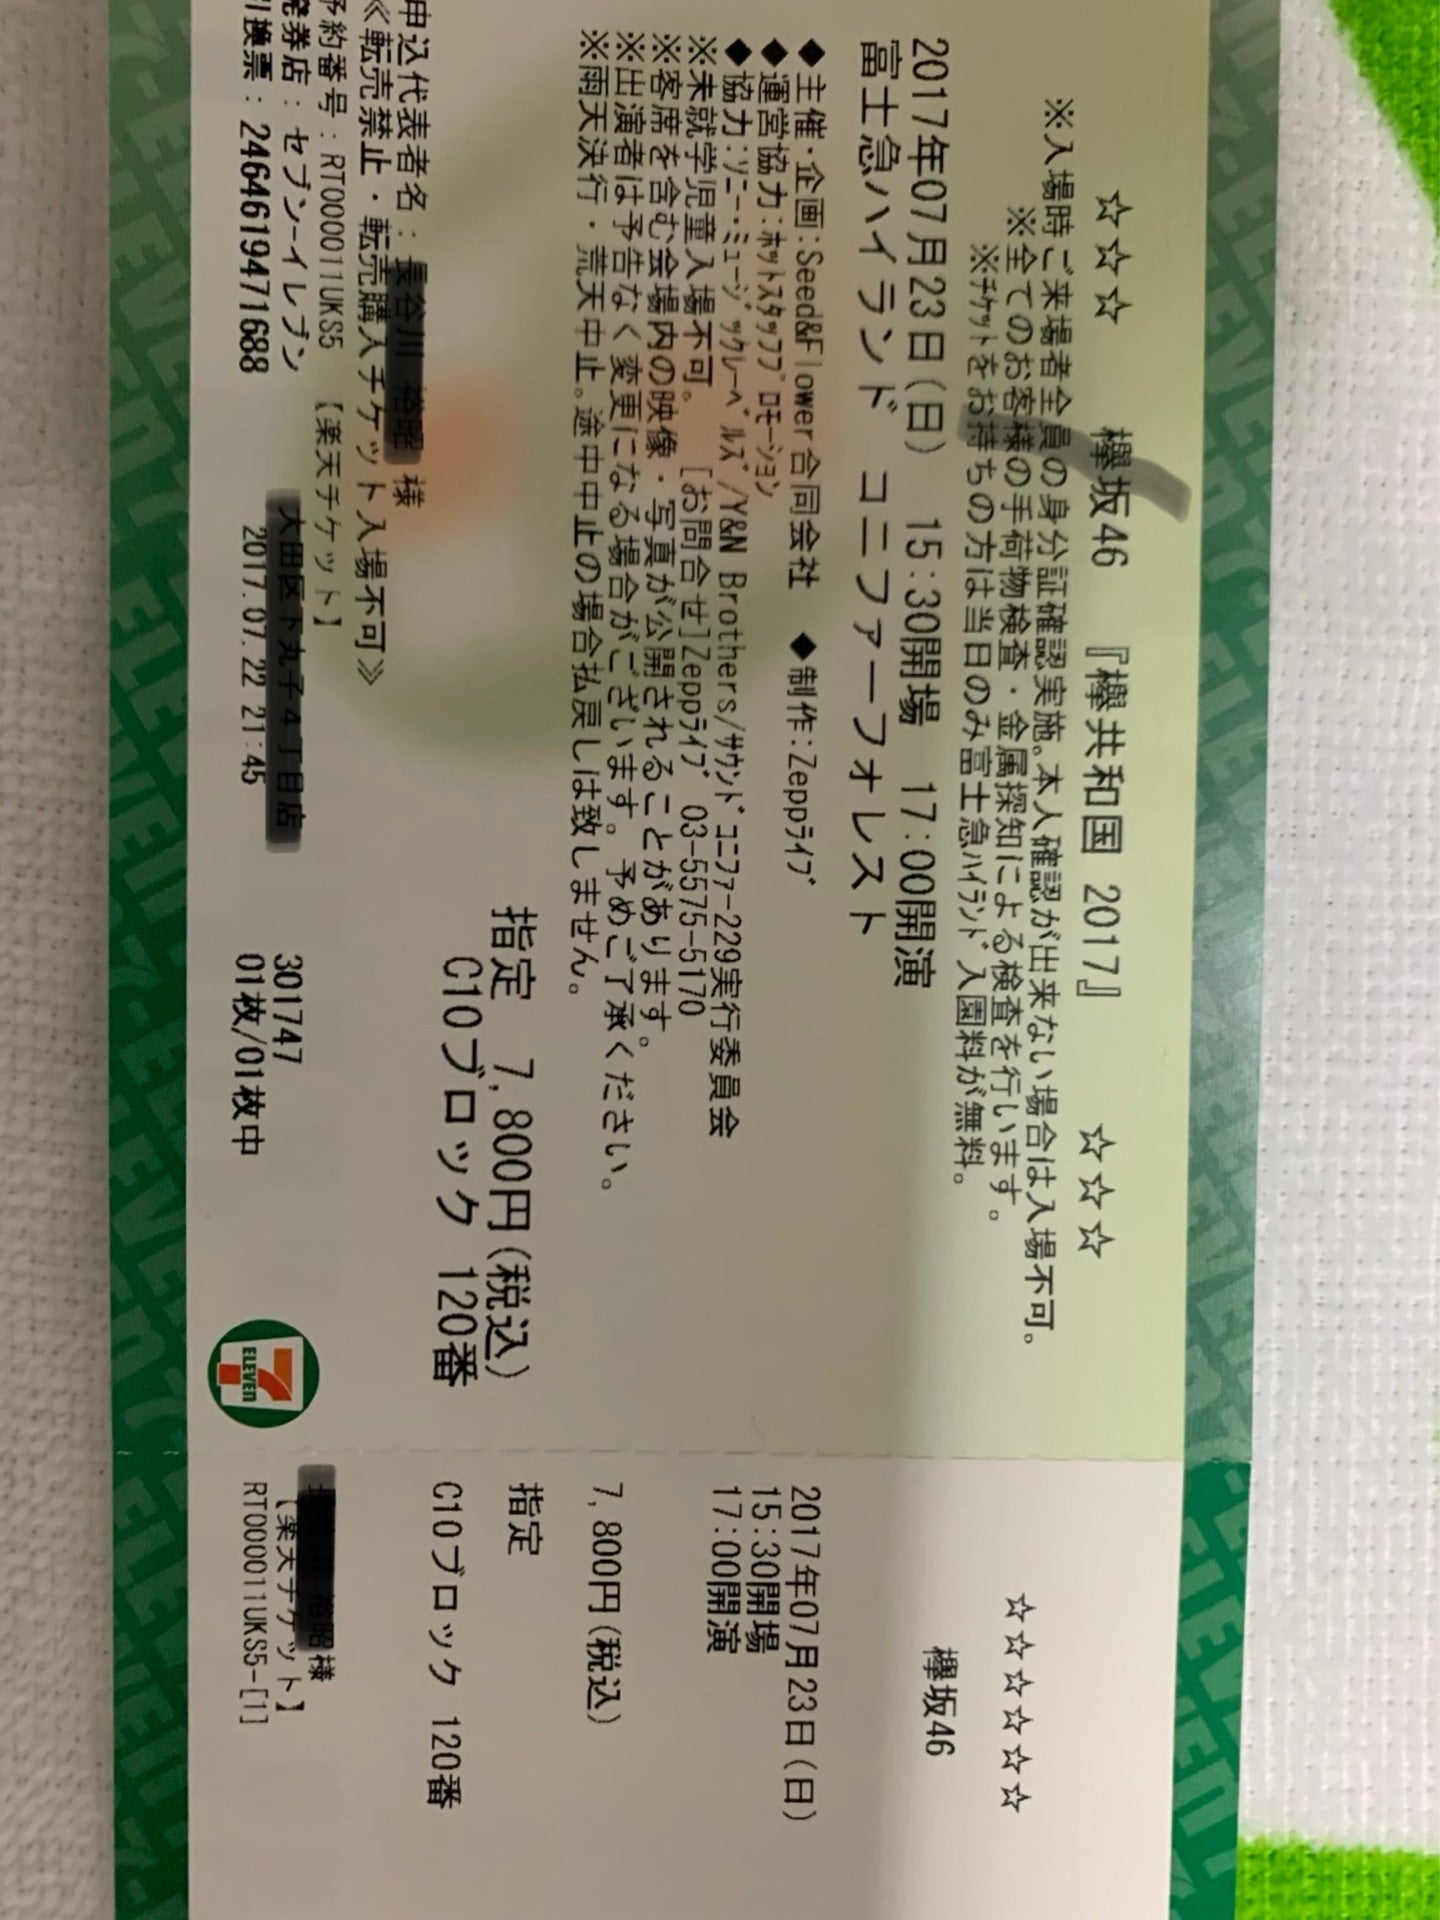 ☆☆☆ 欅坂46 『欅共和国 2017』 ☆☆☆
※入場時ご来場者全員の身分証確認実施。本人確認が出来ない場合は入場不可。
※全てのお客様の手荷物検査・金属探知による検査を行います。
※ﾁｹｯﾄをお持ちの方は当日のみ富士急ﾊｲﾗﾝﾄﾞ入園料が無料。
2017年07月23日(日) 15:30開場 17:00開演
富士急ハイランド コニファーフォレスト
◆主催・企画:Seed&Flower合同会社 ◆制作:Zeppﾗｲﾌﾞ
◆運営協力:ﾎｯﾄｽﾀｯﾌﾌﾟﾛﾓｰｼｮﾝ
◆協力:ｿﾆｰ・ﾐｭｰｼﾞｯｸﾚｰﾍﾞﾙｽﾞ/Y&N Brothers/ｻｳﾝﾄﾞｺﾆﾌｧｰ229実行委員会
※未就学児童入場不可。 [お問合せ]Zeppﾗｲﾌﾞ 03-5575-5170
※客席を含む会場内の映像・写真が公開されることがあります。
※出演者は予告なく変更になる場合がございます。予めご了承ください。
※雨天決行・荒天中止。途中中止の場合払戻しは致しません。
指定 7,800円(税込)
C10ブロック 120番
申込代表者名: 様
≪転売禁止・転売購入チケット入場不可≫
予約番号:RT000011UKS5 【楽天チケット】
発券店:セブン-イレブン
引換票:2464619471688 2017.07.22 21:45
301747
01枚/01枚中
7 ELEVEn
☆☆☆☆☆☆
欅坂46
2017年07月23日(日)
15:30開場
17:00開演
7,800円(税込)
指定
C10ブロック 120番
様
【楽天チケット】
RT000011UKS5-[1]